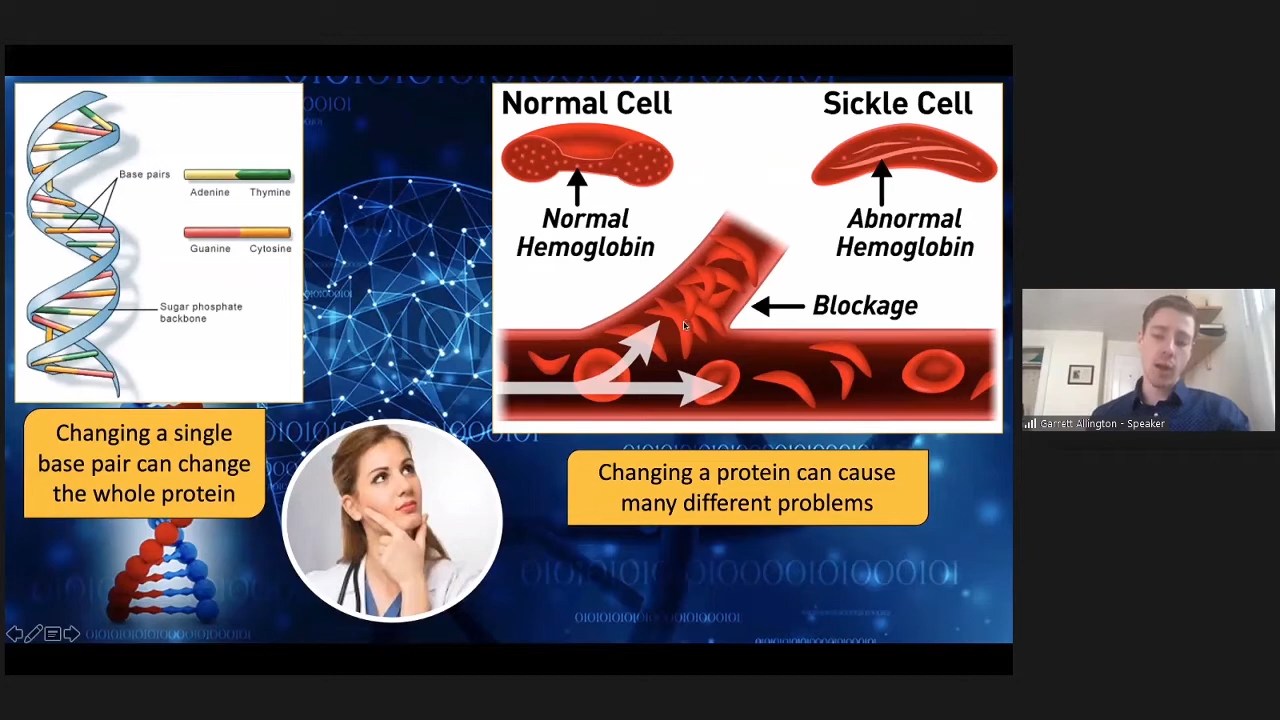 Base pairs
Adenine Thymine
Guanine Cytosine
Sugar phosphate
backbone
Normal Cell
Sickle Cell
Normal
Hemoglobin
Abnormal
Hemoglobin
Blockage
Changing a single
base pair can change
the whole protein
Changing a protein can cause
many different problems
Garrett Allington - Speaker